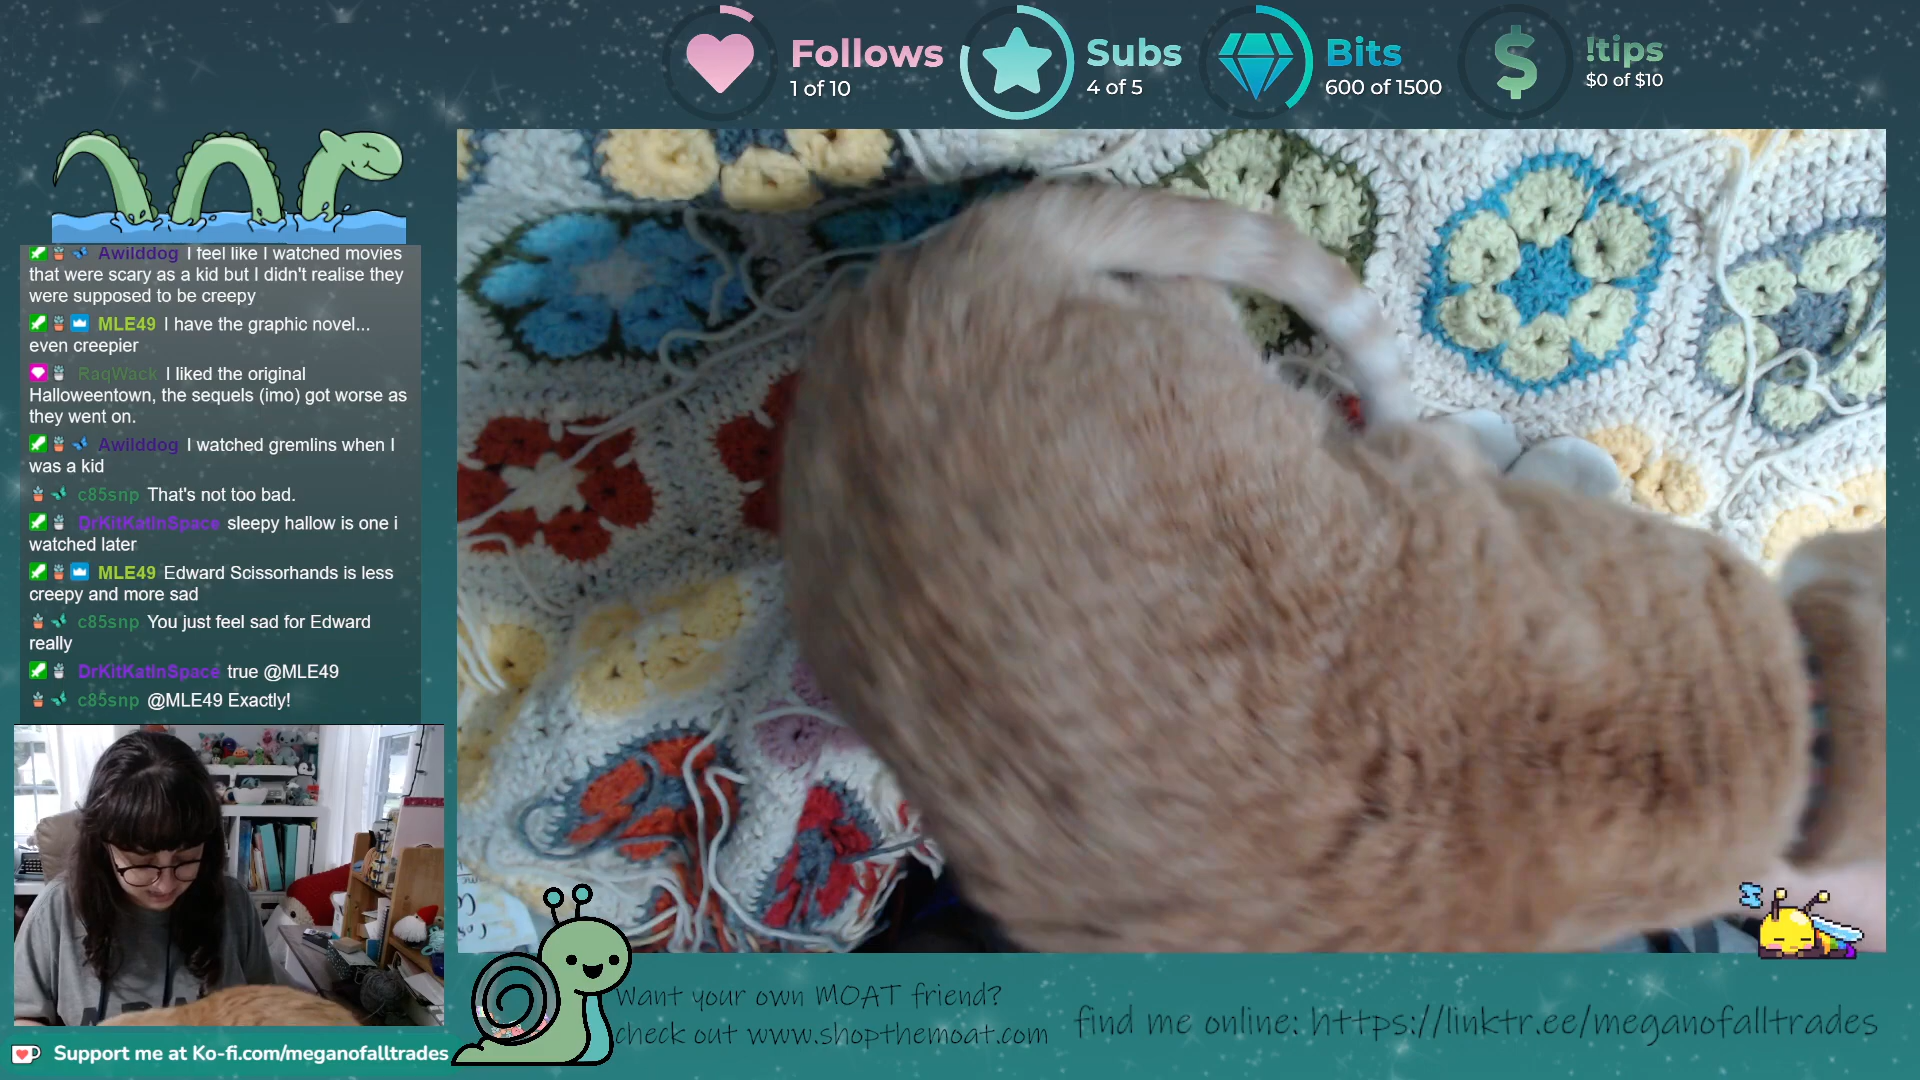 Follows
1 of 10
Subs
4 of 5
Bits
600 of 1500
!tips
$0 of $10
Awilddog I feel like I watched movies
that were scary as a kid but I didn't realise they
were supposed to be creepy
MLE49 I have the graphic novel...
even creepier
RaqWack I liked the original
Halloweentown, the sequels (imo) got worse as
they went on.
Awilddog I watched gremlins when I
was a kid
c85snp That's not too bad.
DrKitKatInSpace sleepy hallow is one i
watched later
MLE49 Edward Scissorhands is less
creepy and more sad
c85snp You just feel sad for Edward
really
DrKitKatInSpace true @MLE49
c85snp @MLE49 Exactly!
Want your own MOAT friend?
check out www.shopthemoat.com
find me online: https://linktr.ee/meganofalltrades
Support me at Ko-fi.com/meganofalltrades